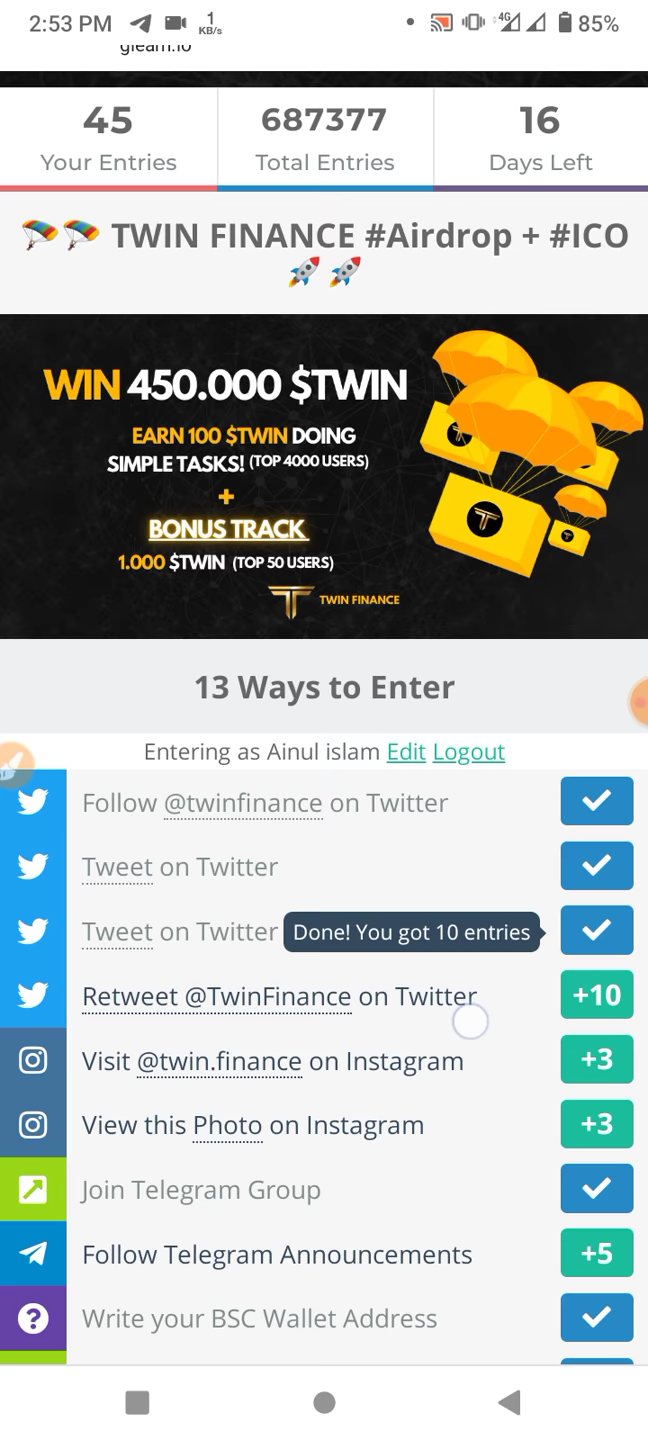 2:53 PM 1 KB/s 4G 85%
gleam.io
45 687377 16
Your Entries Total Entries Days Left
🪂🪂 TWIN FINANCE #Airdrop + #ICO
🚀 🚀
WIN 450.000 $TWIN
EARN 100 $TWIN DOING
SIMPLE TASKS! (TOP 4000 USERS)
+
BONUS TRACK
1.000 $TWIN (TOP 50 USERS)
TWIN FINANCE
13 Ways to Enter
Entering as Ainul islam Edit Logout
Follow @twinfinance on Twitter
Tweet on Twitter
Tweet on Twitter Done! You got 10 entries
Retweet @TwinFinance on Twitter +10
Visit @twin.finance on Instagram +3
View this Photo on Instagram +3
Join Telegram Group
Follow Telegram Announcements +5
? Write your BSC Wallet Address